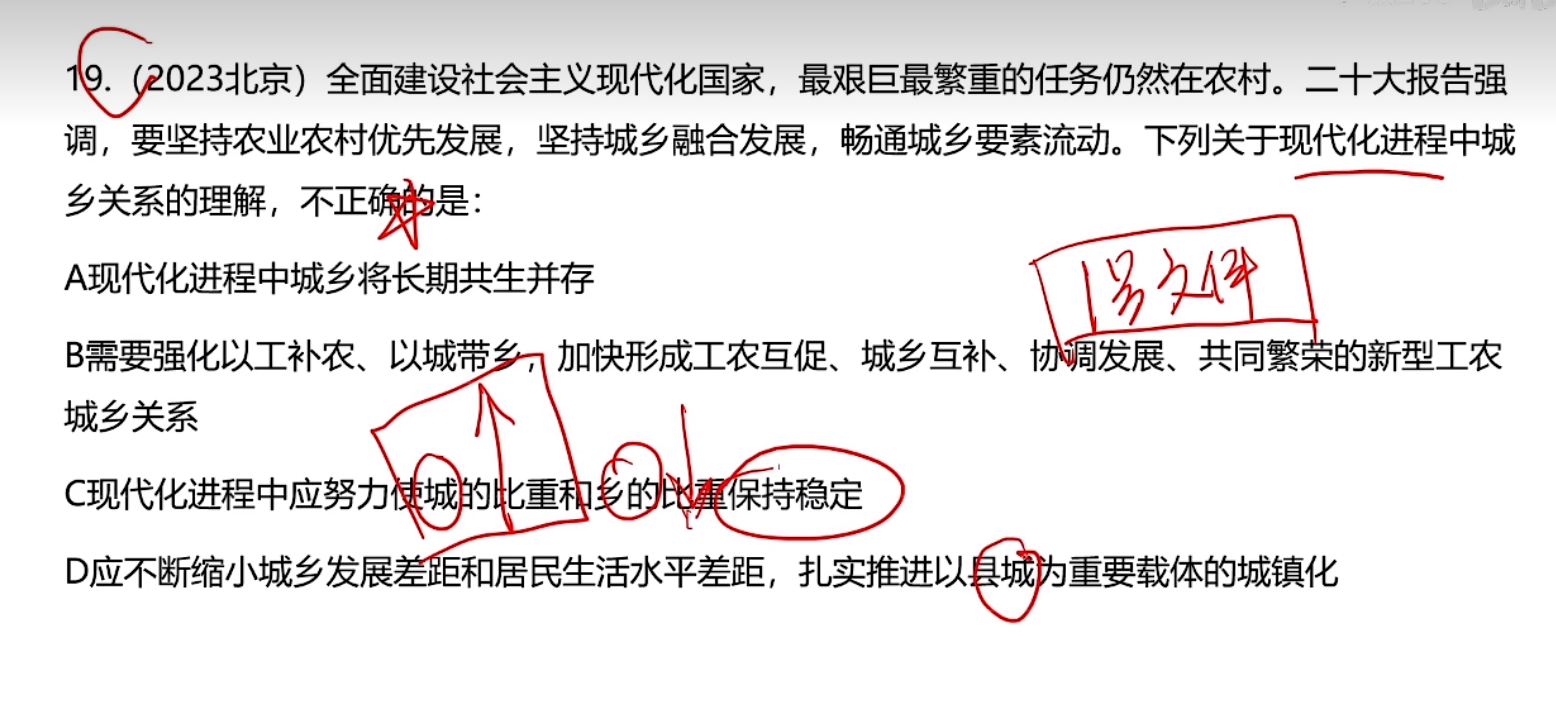 19.（2023北京）全面建设社会主义现代化国家，最艰巨最繁重的任务仍然在农村。二十大报告强
调，要坚持农业农村优先发展，坚持城乡融合发展，畅通城乡要素流动。下列关于现代化进程中城
乡关系的理解，不正确的是：
A现代化进程中城乡将长期共生并存
1号文件
B需要强化以工补农、以城带乡，加快形成工农互促、城乡互补、协调发展、共同繁荣的新型工农
城乡关系
C现代化进程中应努力使城的比重和乡的比重保持稳定
D应不断缩小城乡发展差距和居民生活水平差距，扎实推进以县城为重要载体的城镇化